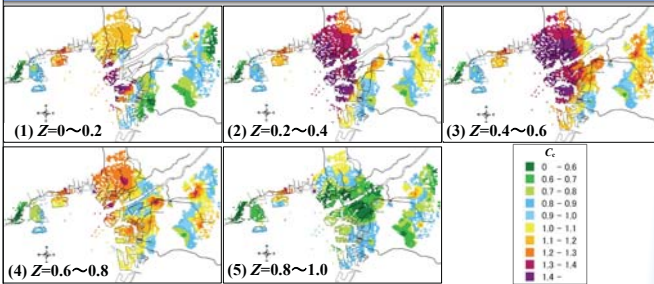 (1) Z=0～0.2
(2) Z=0.2～0.4
(3) Z=0.4～0.6
(4) Z=0.6～0.8
(5) Z=0.8～1.0
Cc
0 - 0.6
0.6 - 0.7
0.7 - 0.8
0.8 - 0.9
0.9 - 1.0
1.0 - 1.1
1.1 - 1.2
1.2 - 1.3
1.3 - 1.4
1.4 -